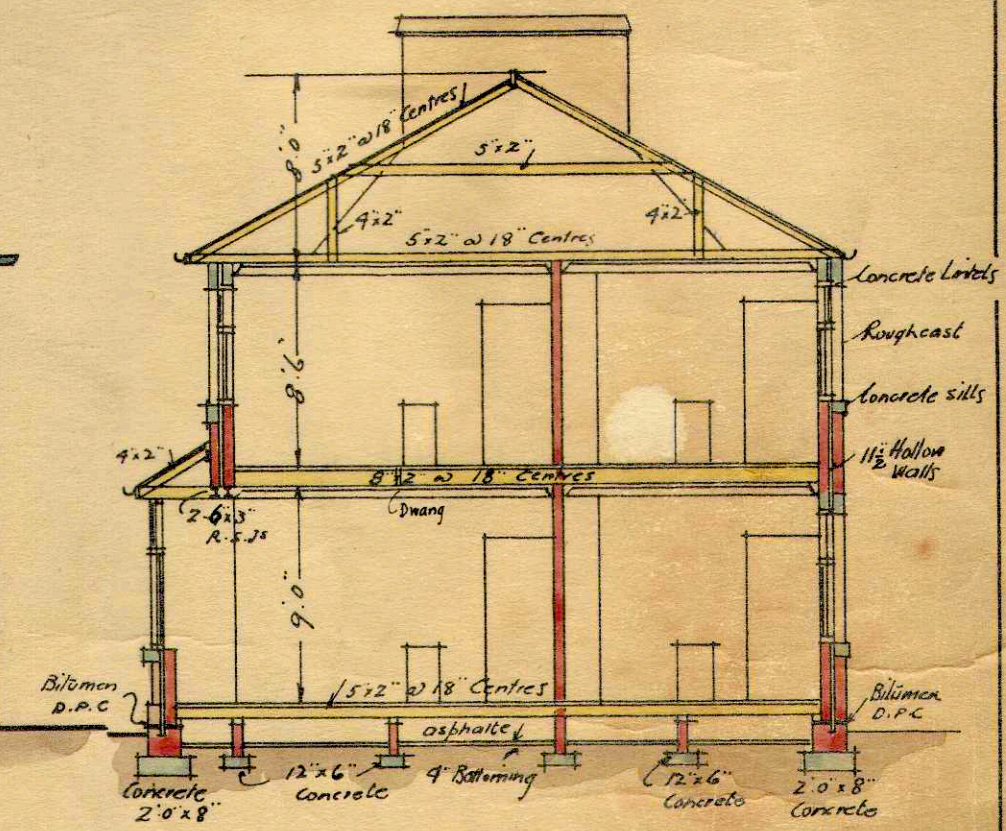 5"x2" @ 18" Centres
8'.0"
5"x2"
4"x2"
4"x2
5"x2" @ 18" Centres
Concrete Lintels
Roughcast
8'.6"
Concrete sills
4"x2"
11½" Hollow
Walls
8"x2" @ 18" Centres
Dwang
2-6"x3"
R.S.Js
9'.0"
Bitumen
D.P.C
5"x2" @ 18" Centres
Bitumen
D.P.C
asphalte
12"x6"
Concrete
4" Bottoming
12"x6"
Concrete
Concrete
2'.0"x8"
2'.0"x8"
Concrete